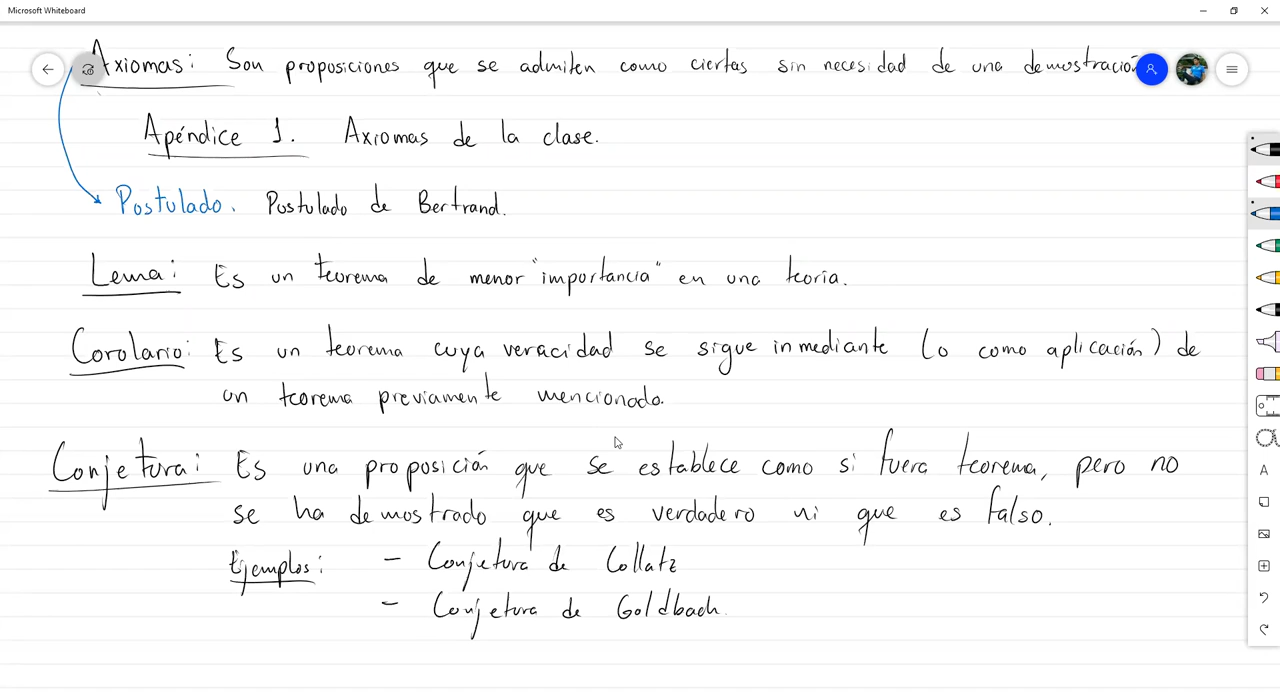 Microsoft Whiteboard
Axiomas: Son proposiciones que se admiten como ciertas sin necesidad de una demostración
Apéndice 1. Axiomas de la clase.
Postulado. Postulado de Bertrand.
Lema: Es un teorema de menor "importancia" en una teoría.
Corolario: Es un teorema cuya veracidad se sigue inmediante (o como aplicación) de
un teorema previamente mencionado.
Conjetura: Es una proposición que se establece como si fuera teorema, pero no
se ha demostrado que es verdadero ni que es falso.
Ejemplos: - Conjetura de Collatz
- Conjetura de Goldbach.